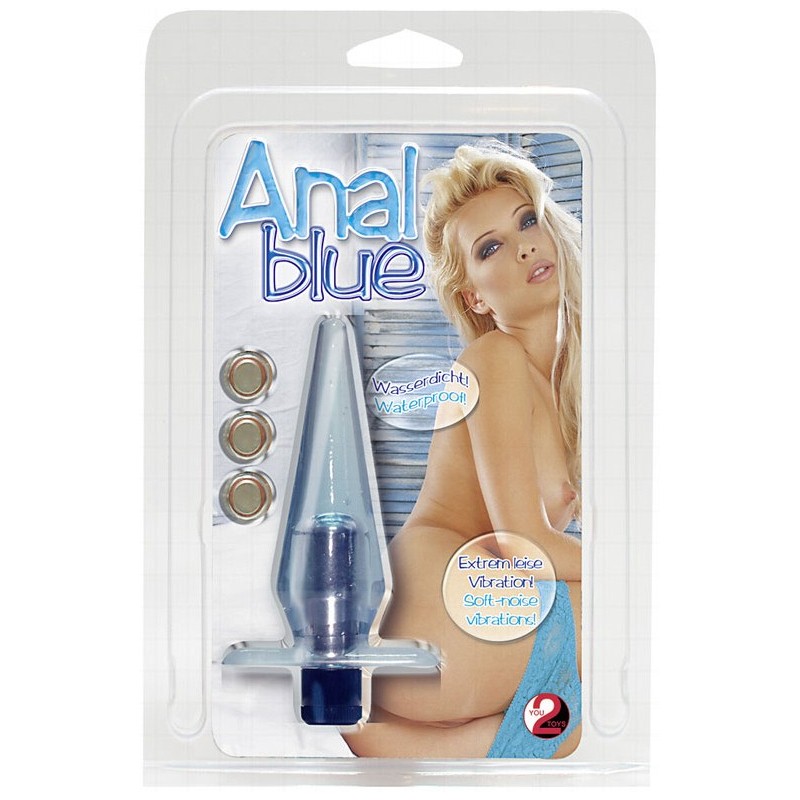 Anal
blue
Wasserdicht!
Waterproof!
Extrem leise
Vibration!
Soft-noise
vibrations!
YOU
2
TOYS